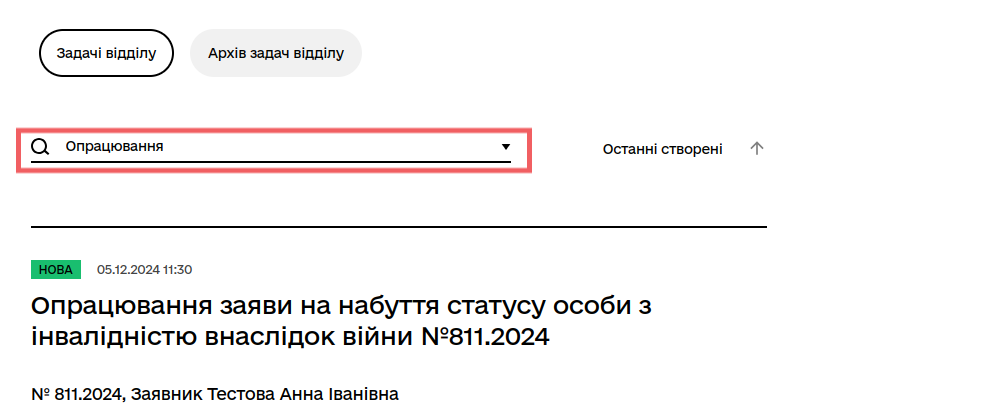 Задачі відділу Архів задач відділу
Опрацювання Останні створені
НОВА 05.12.2024 11:30
Опрацювання заяви на набуття статусу особи з
інвалідністю внаслідок війни №811.2024
№ 811.2024, Заявник Тестова Анна Іванівна